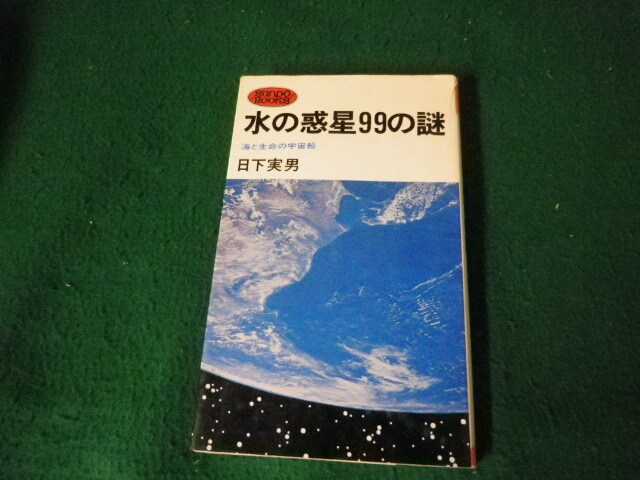 Sanpō
BOOKS
水の惑星99の謎
海と生命の宇宙船
日下実男